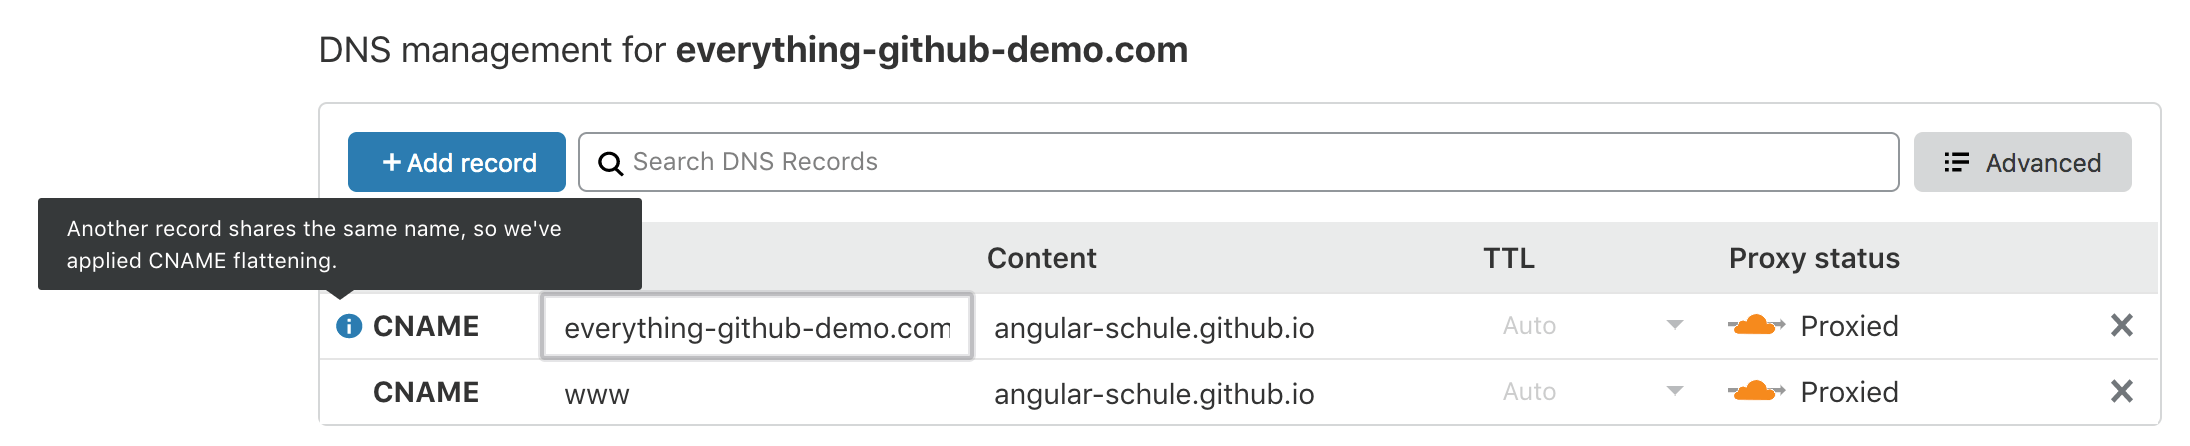 DNS management for everything-github-demo.com
+ Add record
Search DNS Records
Advanced
Another record shares the same name, so we've
applied CNAME flattening.
Content TTL Proxy status
CNAME everything-github-demo.com angular-schule.github.io Auto Proxied
CNAME www angular-schule.github.io Auto Proxied